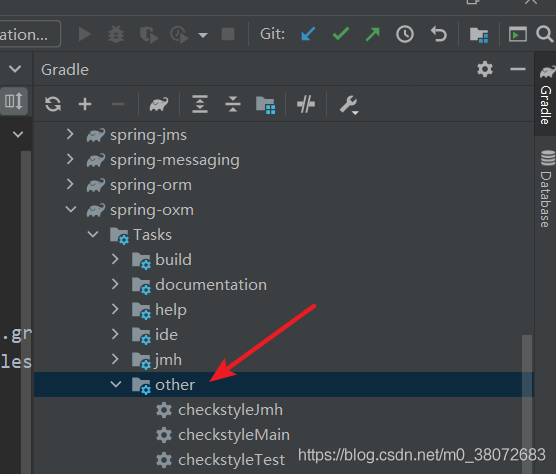 ation...
Git:
Gradle
spring-jms
spring-messaging
spring-orm
spring-oxm
Tasks
build
documentation
help
ide
.gr
les
jmh
other
checkstyleJmh
checkstyleMain
checkstyleTest
https://blog.csdn.net/m0_38072683
Gradle
Database